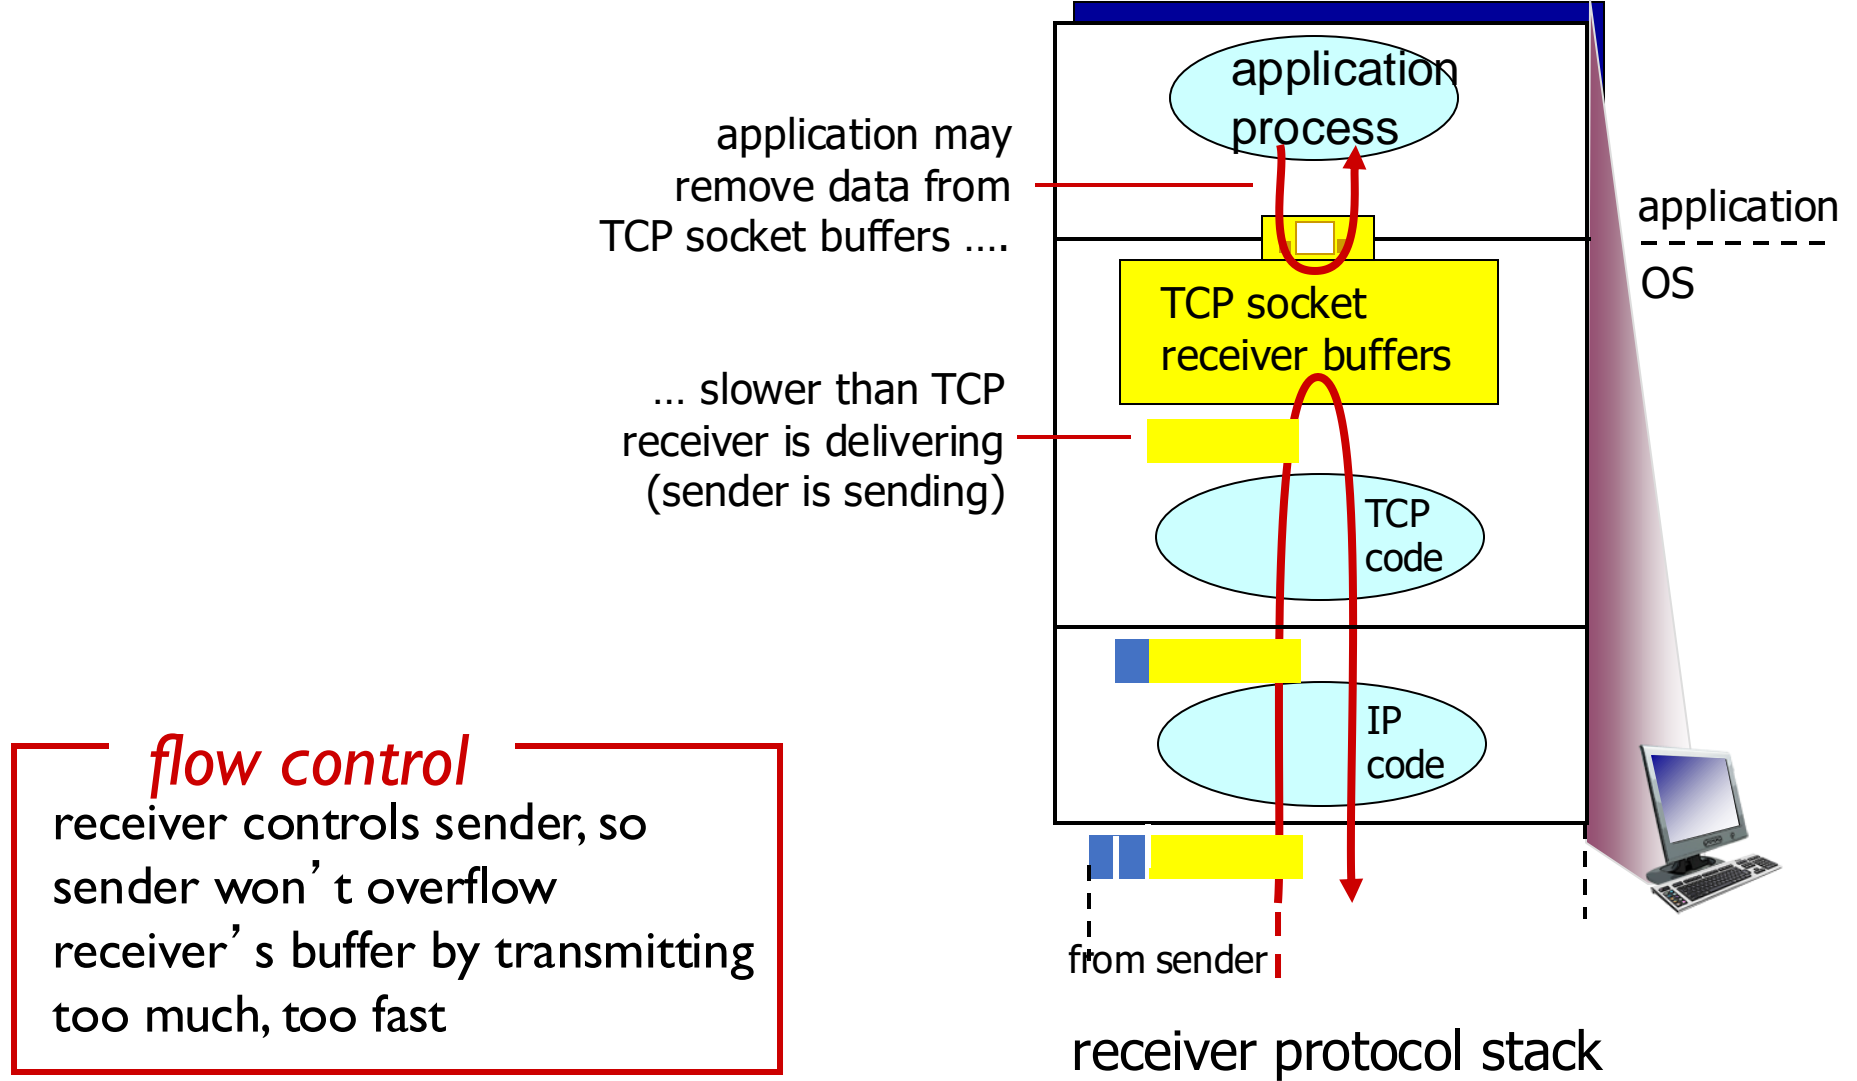 application
process
application may
remove data from
TCP socket buffers ….
application
OS
TCP socket
receiver buffers
… slower than TCP
receiver is delivering
(sender is sending)
TCP
code
IP
code
flow control
receiver controls sender, so
sender won’t overflow
receiver’s buffer by transmitting
too much, too fast
from sender
receiver protocol stack